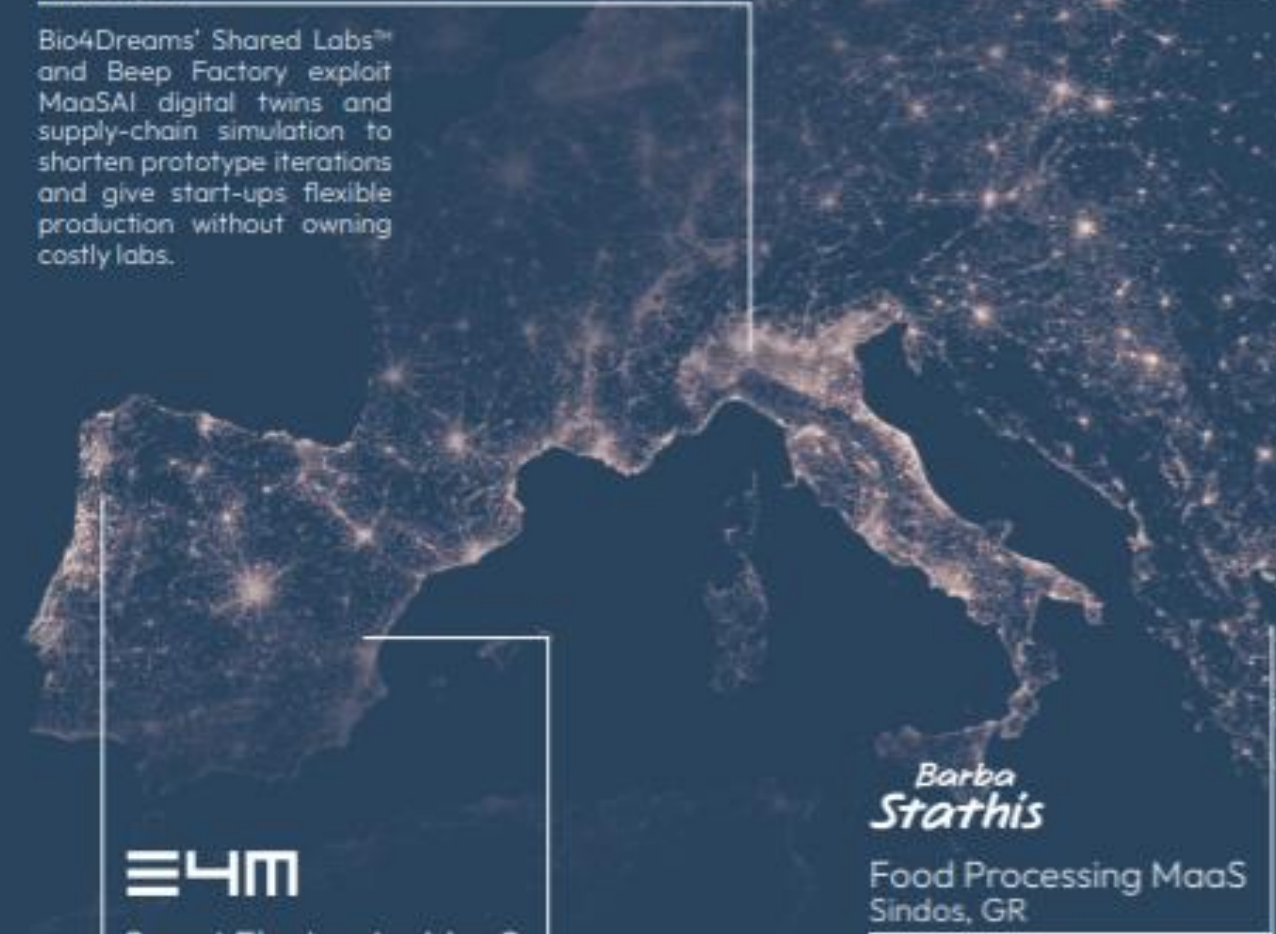 Bio4Dreams' Shared Labs™
and Beep Factory exploit
MaaSAI digital twins and
supply-chain simulation to
shorten prototype iterations
and give start-ups flexible
production without owning
costly labs.
Barba
Stathis
E4M
Food Processing MaaS
Sindos, GR